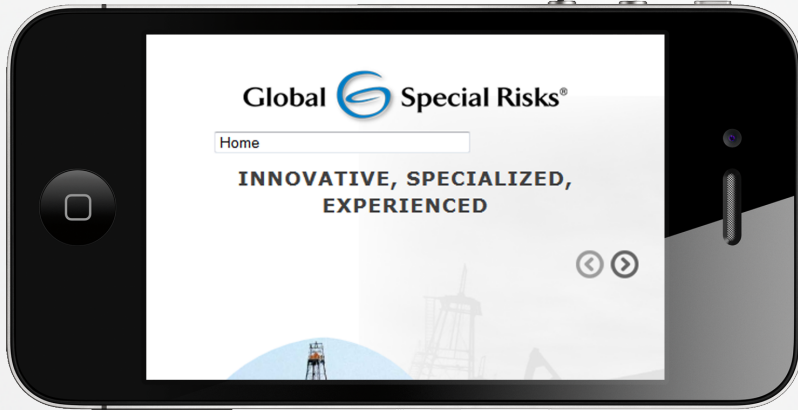 Global Special Risks®
Home
INNOVATIVE, SPECIALIZED,
EXPERIENCED